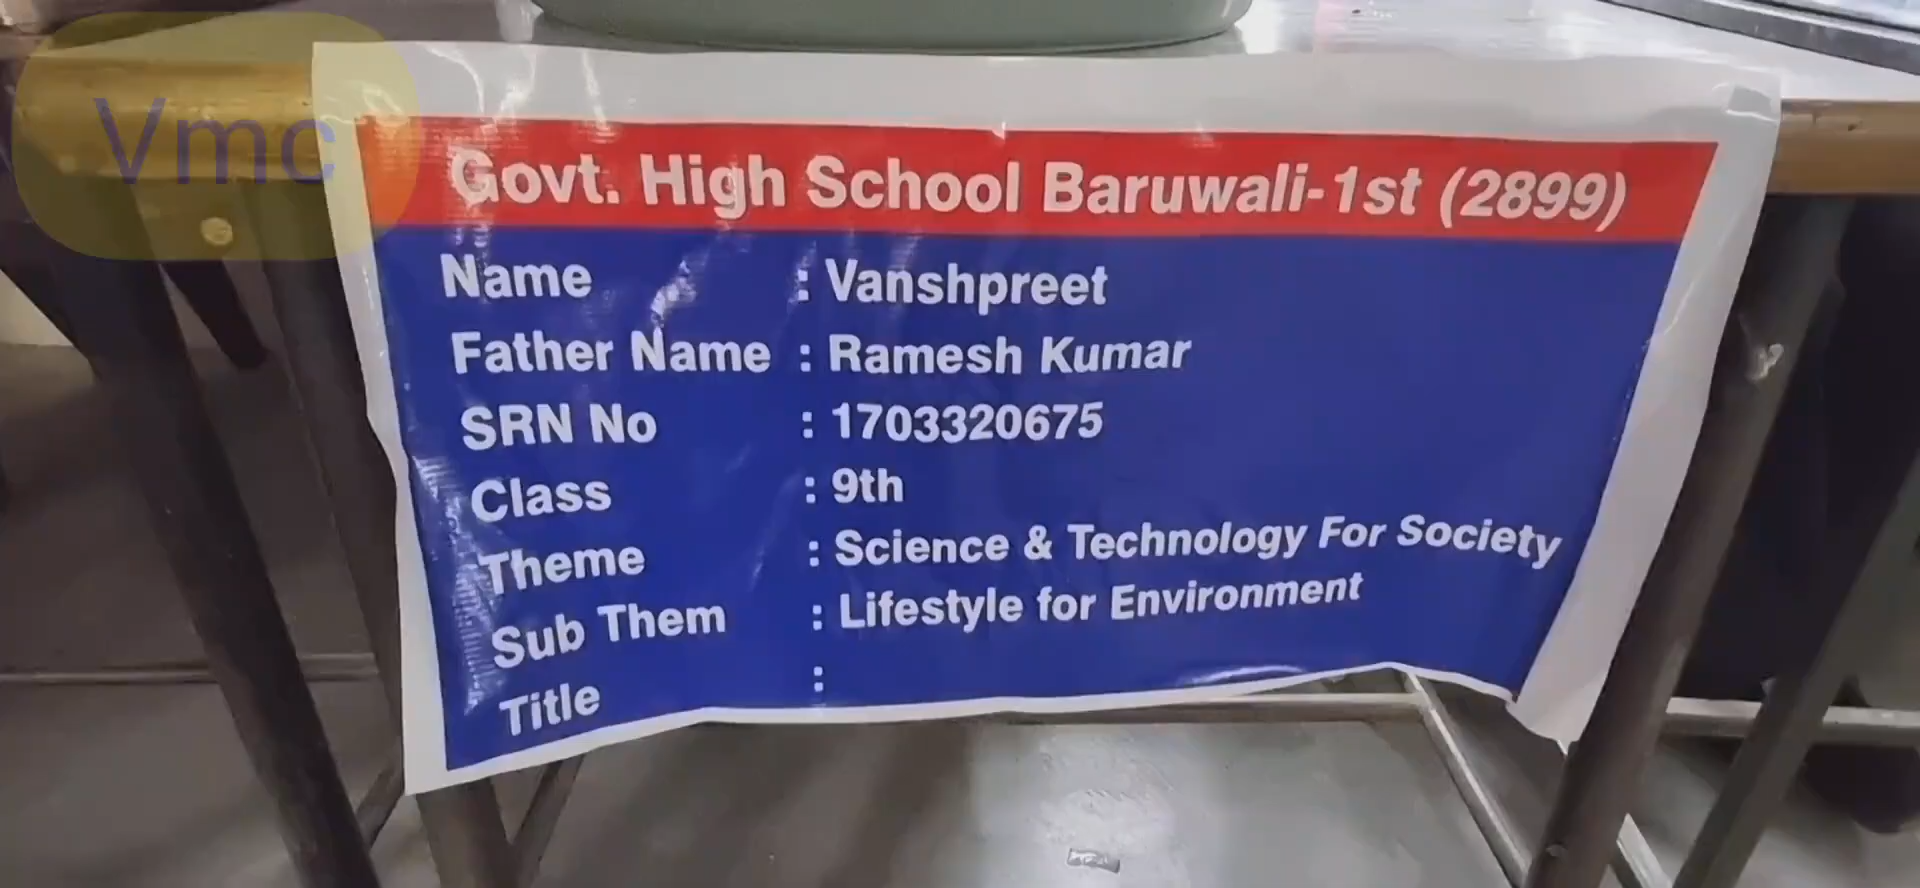 Vmc
Govt. High School Baruwali-1st (2899)
Name : Vanshpreet
Father Name : Ramesh Kumar
SRN No : 1703320675
Class : 9th
Theme : Science & Technology For Society
Sub Them : Lifestyle for Environment
Title :